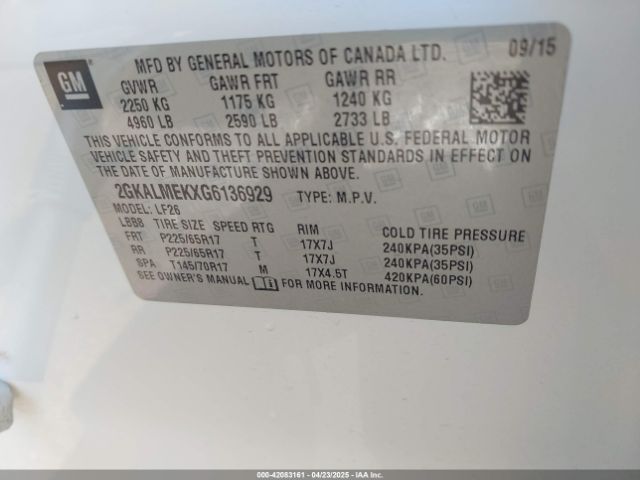 GM
MFD BY GENERAL MOTORS OF CANADA LTD. 09/15
GVWR GAWR FRT GAWR RR
2250 KG 1175 KG 1240 KG
4960 LB 2590 LB 2733 LB
THIS VEHICLE CONFORMS TO ALL APPLICABLE U.S. FEDERAL MOTOR
VEHICLE SAFETY AND THEFT PREVENTION STANDARDS IN EFFECT ON
THE DATE OF MANUFACTURE SHOWN ABOVE.
2GKALMEKXG6136929 TYPE: M.P.V.
MODEL: LF26
LBBB TIRE SIZE SPEED RTG RIM COLD TIRE PRESSURE
FRT P225/65R17 T 17X7J 240KPA(35PSI)
RR P225/65R17 T 17X7J 240KPA(35PSI)
SPA T145/70R17 M 17X4.5T 420KPA(60PSI)
SEE OWNER'S MANUAL FOR MORE INFORMATION.
000-42083161 - 04/23/2025 - IAA Inc.